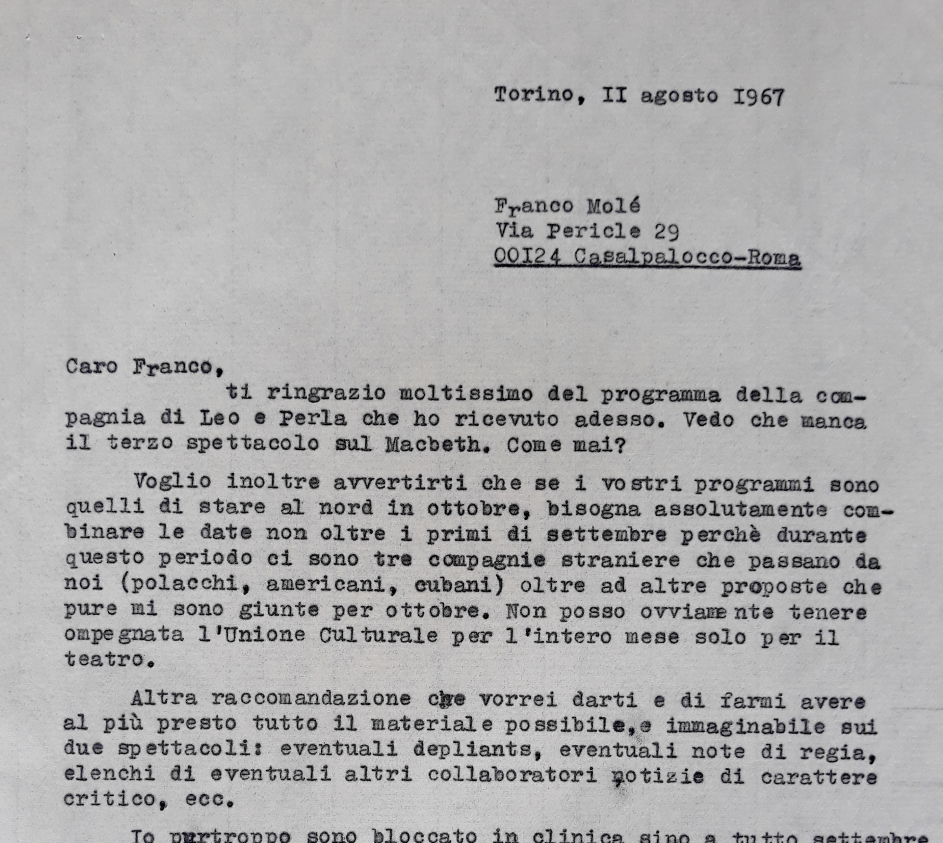 Torino, II agosto I967
Franco Molé
Via Pericle 29
00I24 Casalpalocco-Roma
Caro Franco,
ti ringrazio moltissimo del programma della com-
pagnia di Leo e Perla che ho ricevuto adesso. Vedo che manca
il terzo spettacolo sul Macbeth. Come mai?
Voglio inoltre avvertirti che se i vostri programmi sono
quelli di stare al nord in ottobre, bisogna assolutamente com-
binare le date non oltre i primi di settembre perchè durante
questo periodo ci sono tre compagnie straniere che passano da
noi (polacchi, americani, cubani) oltre ad altre proposte che
pure mi sono giunte per ottobre. Non posso ovviamente tenere
ompegnata l'Unione Culturale per l'intero mese solo per il
teatro.
Altra raccomandazione che vorrei darti e di farmi avere
al più presto tutto il materiale possibile,e immaginabile sui
due spettacoli: eventuali depliants, eventuali note di regia,
elenchi di eventuali altri collaboratori notizie di carattere
critico, ecc.
Io purtroppo sono bloccato in clinica sino a tutto settembre